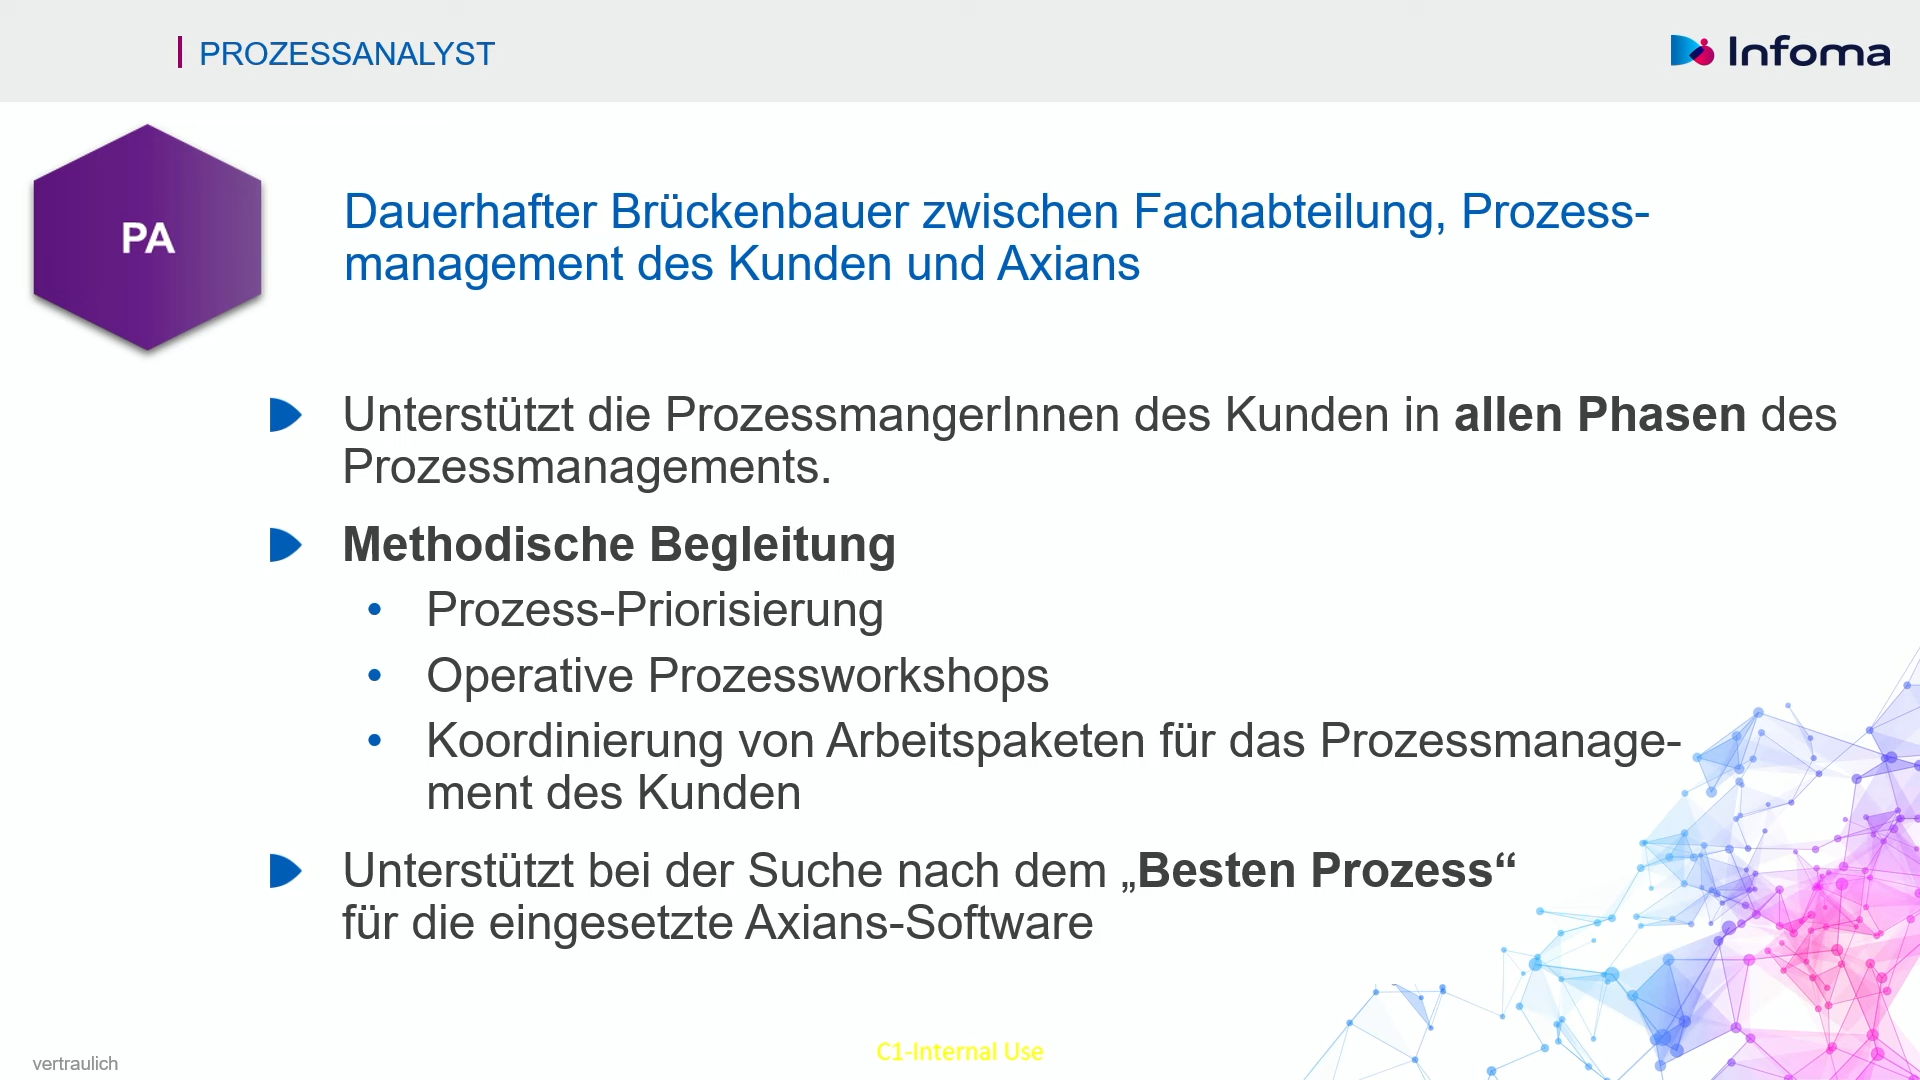 PROZESSANALYST
Infoma
PA
Dauerhafter Brückenbauer zwischen Fachabteilung, Prozess-
management des Kunden und Axians
Unterstützt die ProzessmangerInnen des Kunden in allen Phasen des
Prozessmanagements.
Methodische Begleitung
• Prozess-Priorisierung
• Operative Prozessworkshops
• Koordinierung von Arbeitspaketen für das Prozessmanage-
ment des Kunden
Unterstützt bei der Suche nach dem „Besten Prozess“
für die eingesetzte Axians-Software
C1-Internal Use
vertraulich